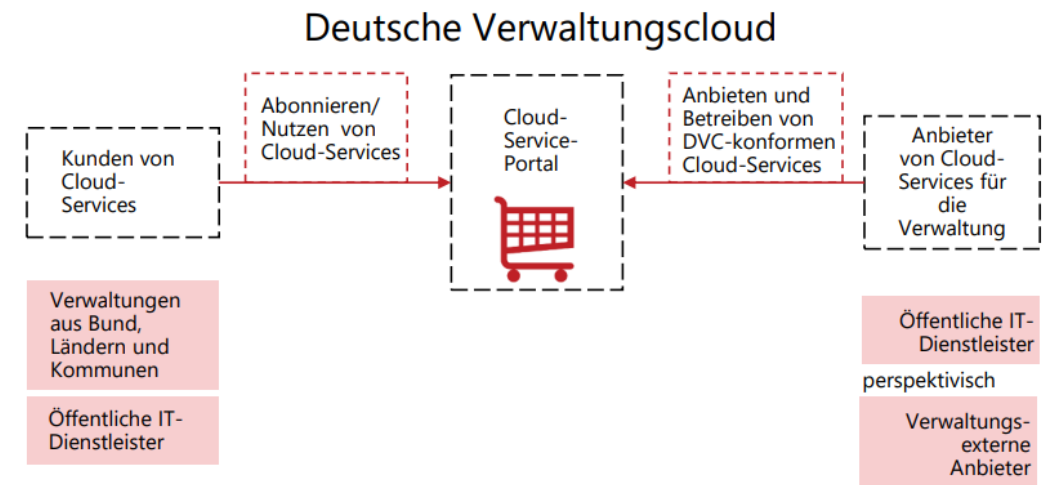 Deutsche Verwaltungscloud
Kunden von
Cloud-
Services
Abonnieren/
Nutzen von
Cloud-Services
Cloud-
Service-
Portal
Anbieten und
Betreiben von
DVC-konformen
Cloud-Services
Anbieter
von Cloud-
Services für
die
Verwaltung
Verwaltungen
aus Bund,
Ländern und
Kommunen
Öffentliche IT-
Dienstleister
Öffentliche IT-
Dienstleister
perspektivisch
Verwaltungs-
externe
Anbieter